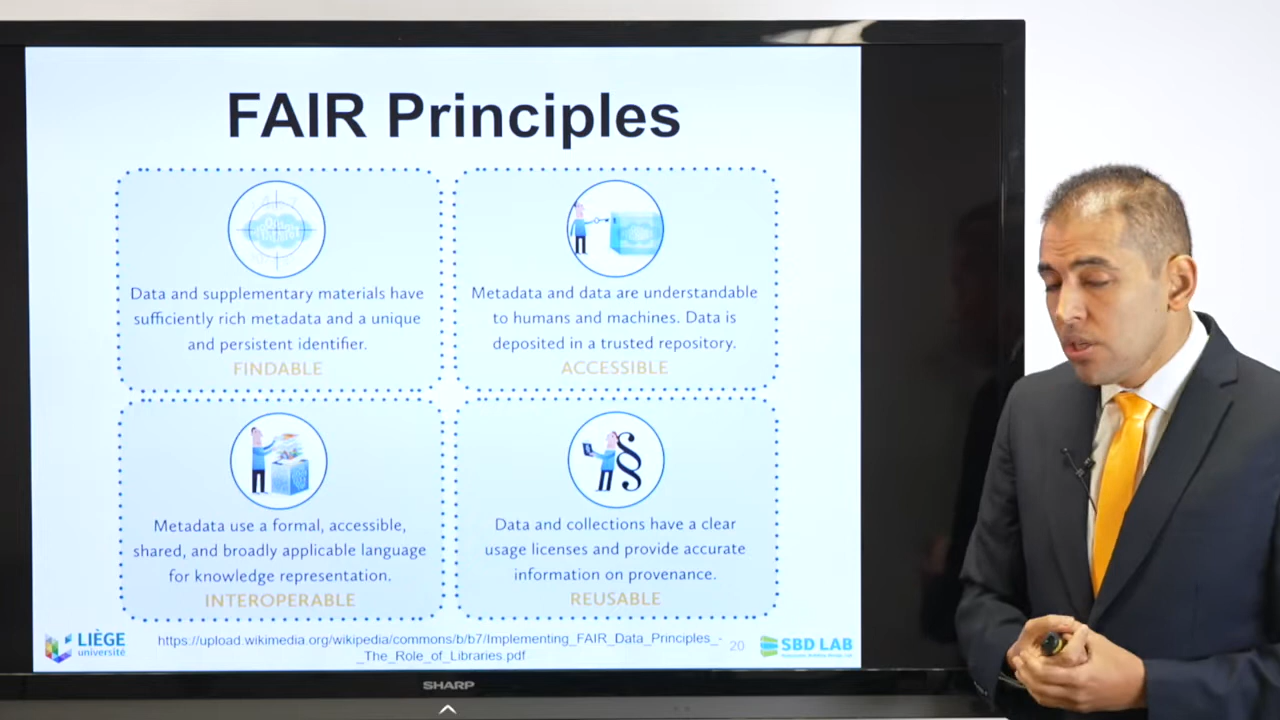 FAIR Principles
Data and supplementary materials have
sufficiently rich metadata and a unique
and persistent identifier.
FINDABLE
Metadata and data are understandable
to humans and machines. Data is
deposited in a trusted repository.
ACCESSIBLE
Metadata use a formal, accessible,
shared, and broadly applicable language
for knowledge representation.
INTEROPERABLE
Data and collections have a clear
usage licenses and provide accurate
information on provenance.
REUSABLE
LIÈGE
université
https://upload.wikimedia.org/wikipedia/commons/b/b7/Implementing_FAIR_Data_Principles_-
_The_Role_of_Libraries.pdf
20
SBD LAB
SHARP